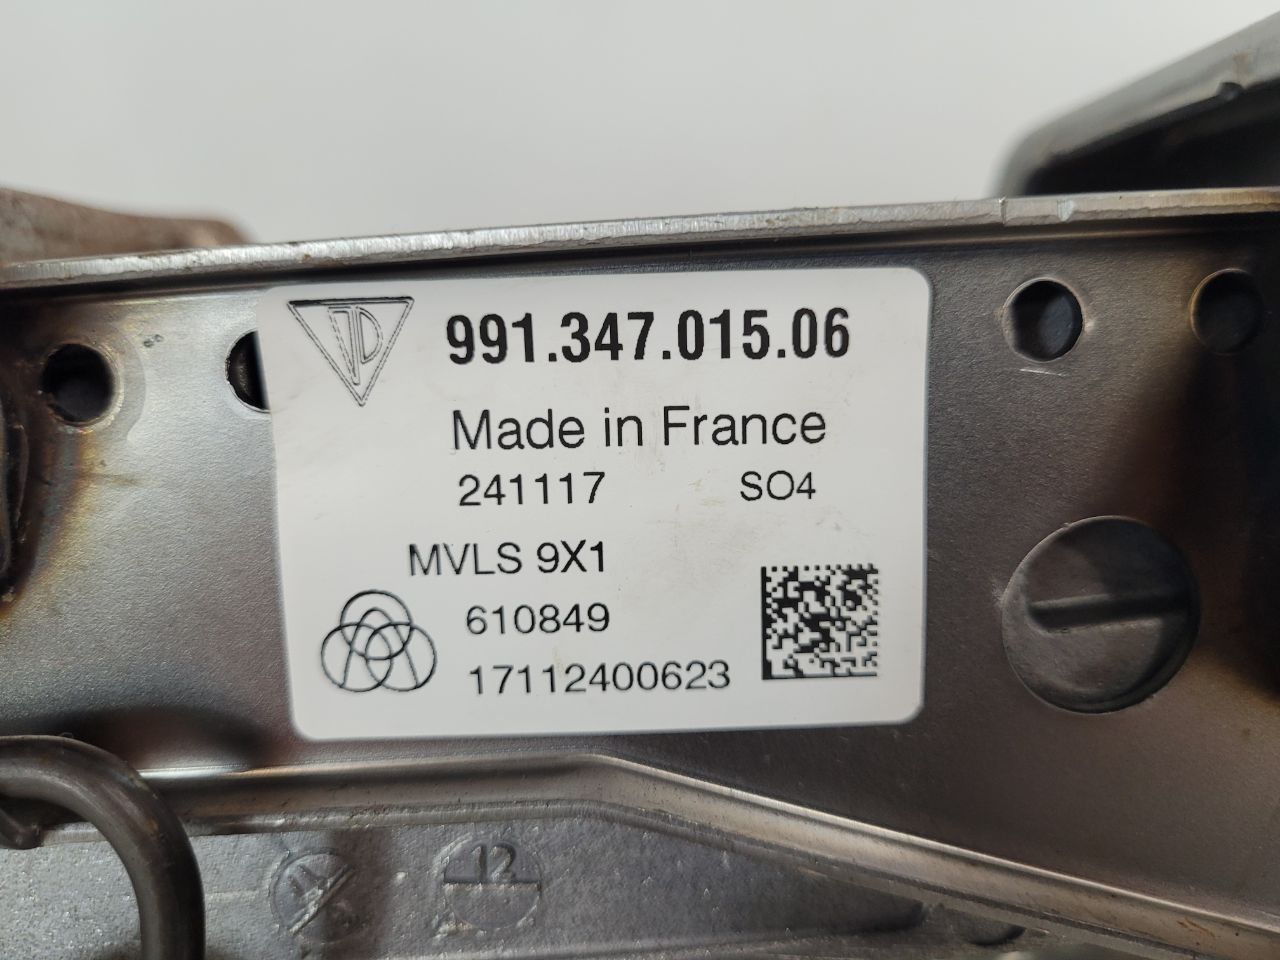 991.347.015.06
Made in France
241117 SO4
MVLS 9X1
610849
17112400623
12